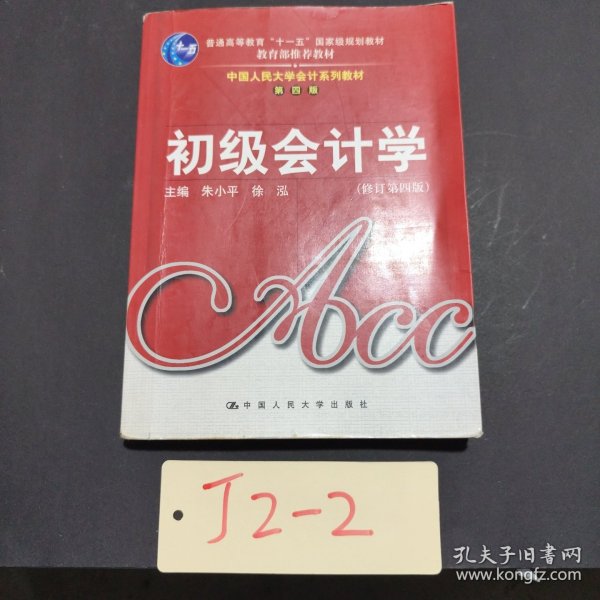 十一五
普通高等教育“十一五”国家级规划教材
教育部推荐教材
中国人民大学会计系列教材
第四版
初级会计学
主编 朱小平 徐泓 (修订第四版)
Acc
中国人民大学出版社
J2-2
孔夫子旧书网
www.kongfz.com